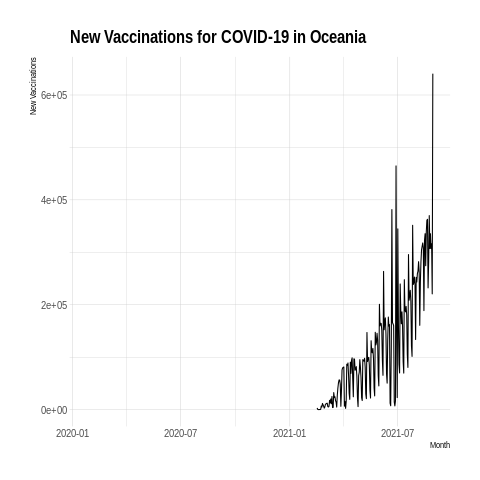 New Vaccinations for COVID-19 in Oceania
New Vaccinations
6e+05
4e+05
2e+05
0e+00
2020-01 2020-07 2021-01 2021-07
Month